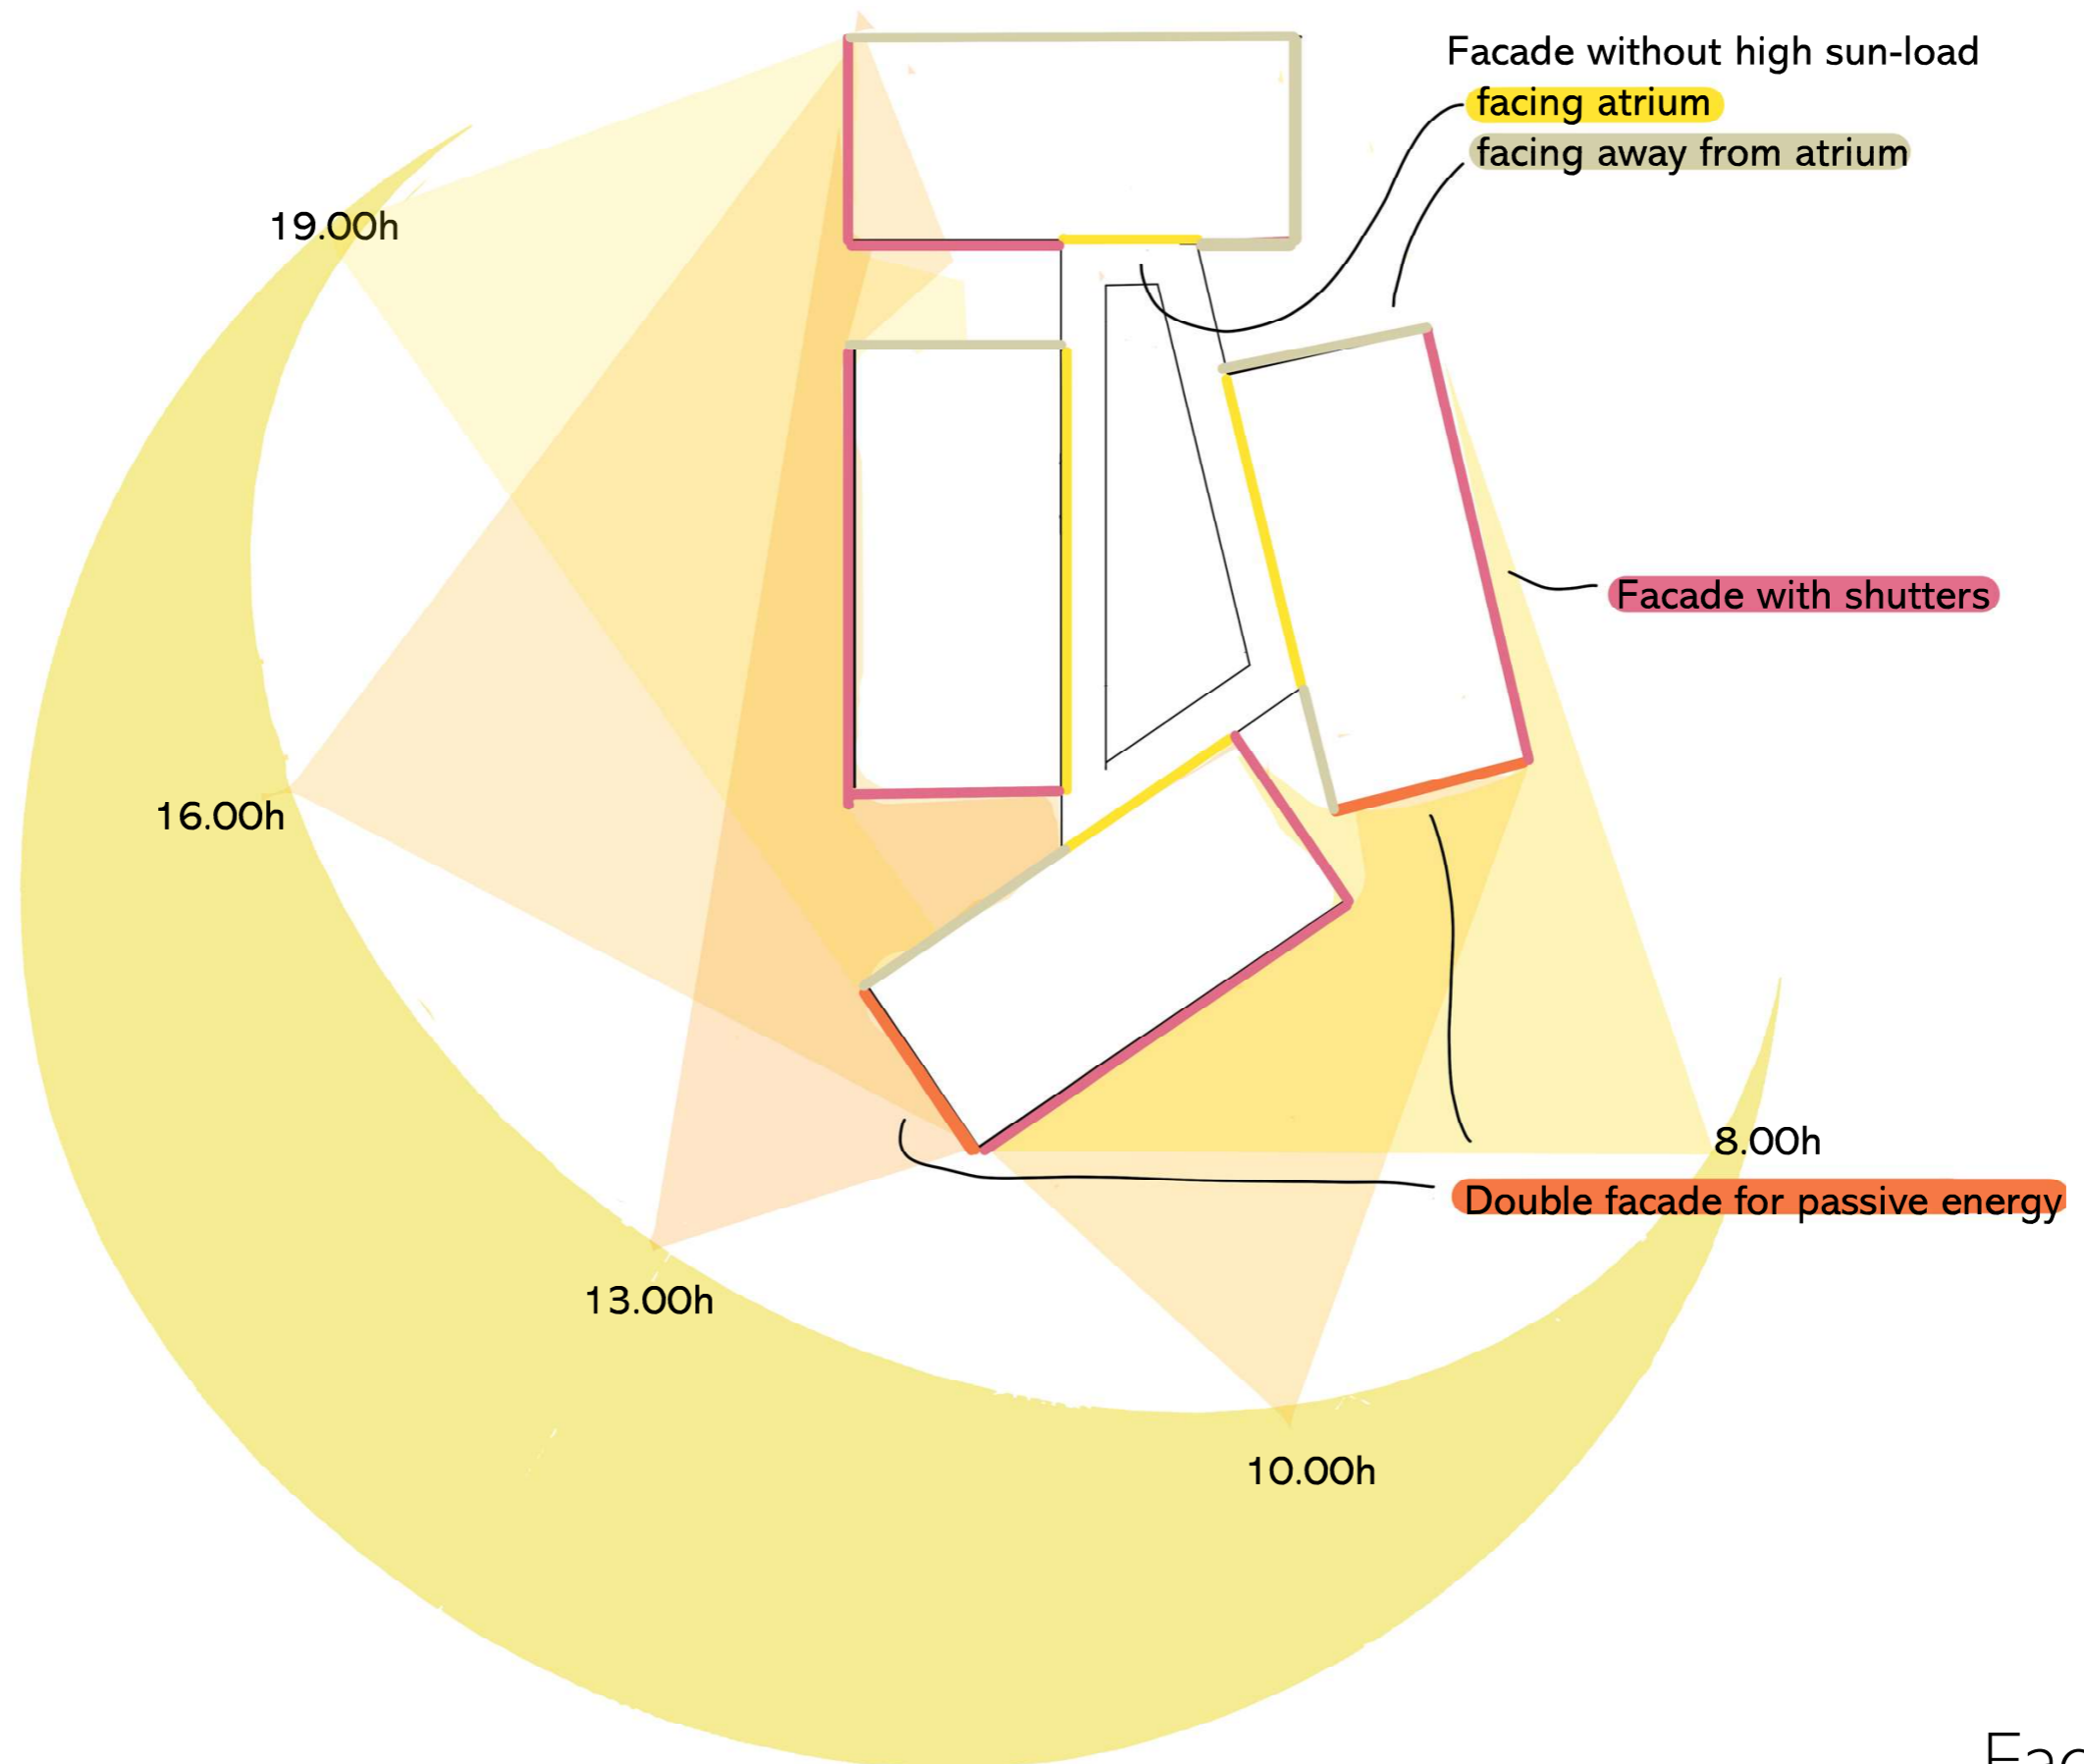 Facade without high sun-load
facing atrium
facing away from atrium
19.00h
Facade with shutters
16.00h
8.00h
Double facade for passive energy
13.00h
10.00h